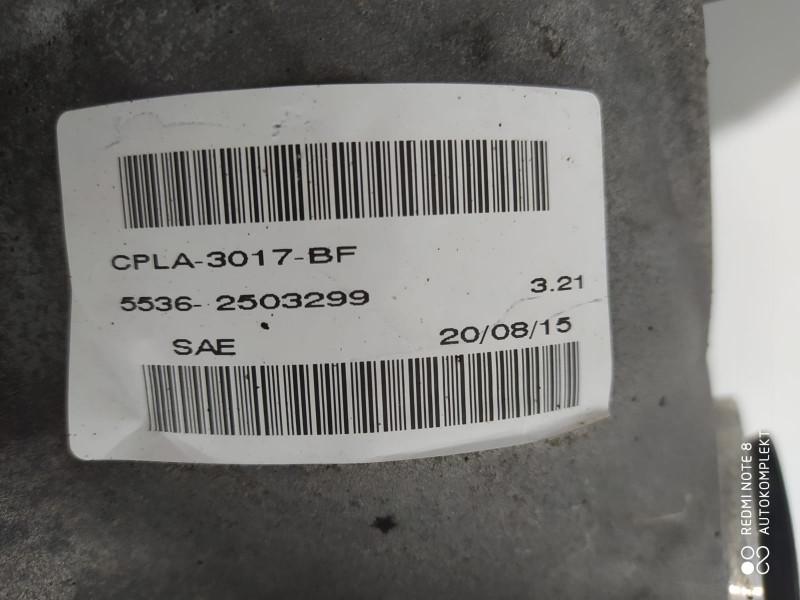 CPLA-3017-BF
5536- 2503299
3.21
SAE
20/08/15
REDMI NOTE 8
AUTOKOMPLEKT